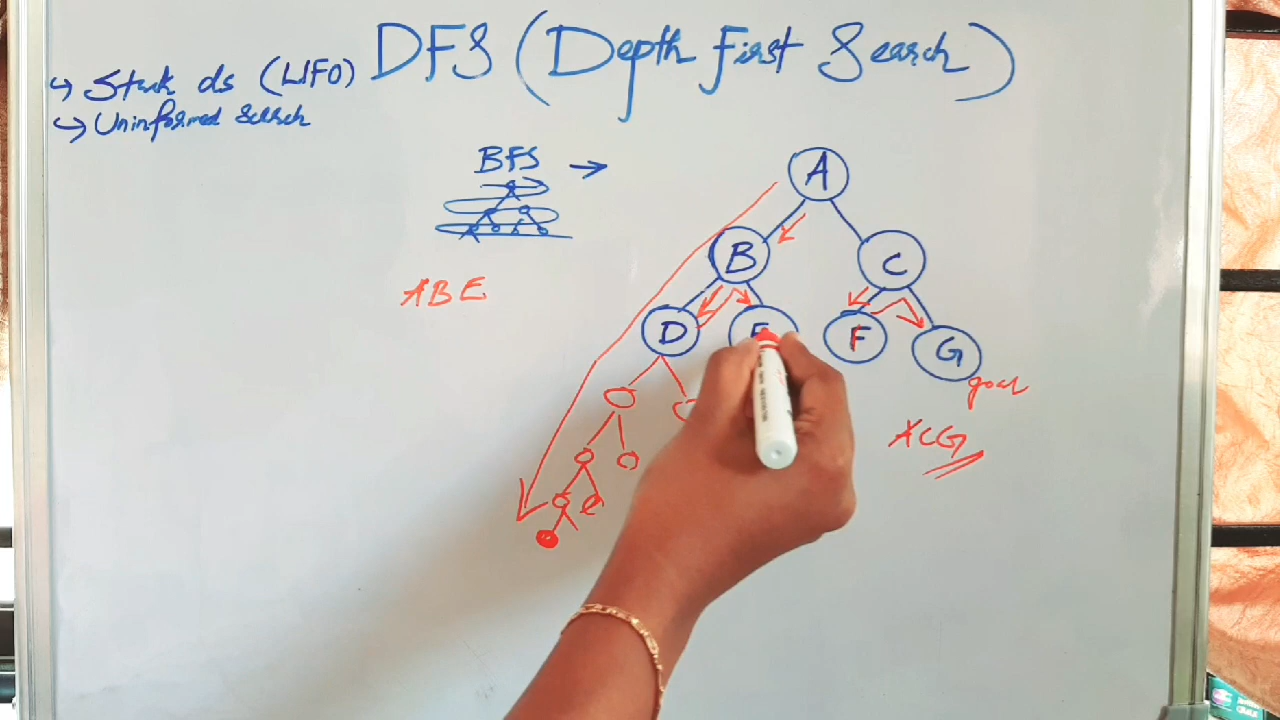 DFS (Depth First Search)
→ Stack ds (LIFO)
→ Uninformed search
BFS →
A
B C
D E F G
goal
ABE
ACG